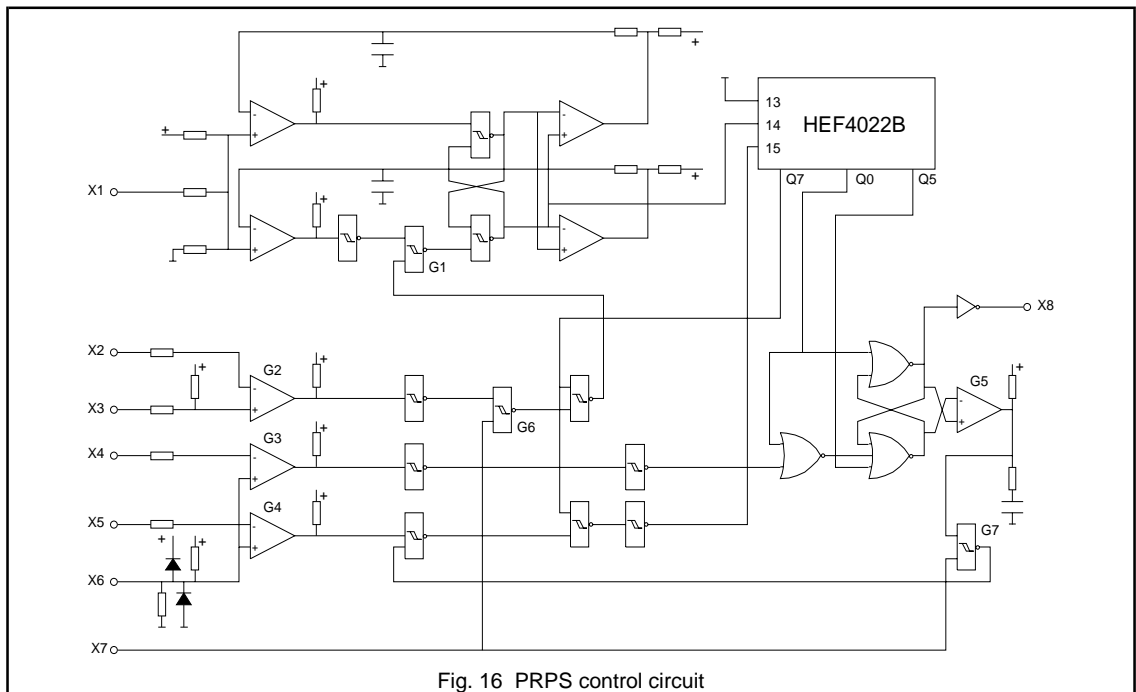 +
+
+
13
14
15
HEF4022B
Q7
Q0
Q5
-
+
-
+
+
X1
+
+
-
+
-
+
G1
X8
X2
+
+
G2
-
+
X3
G6
+
G5
-
+
X4
G3
-
+
+
G4
X5
-
+
+
+
+
G7
X6
X7
Fig. 16 PRPS control circuit